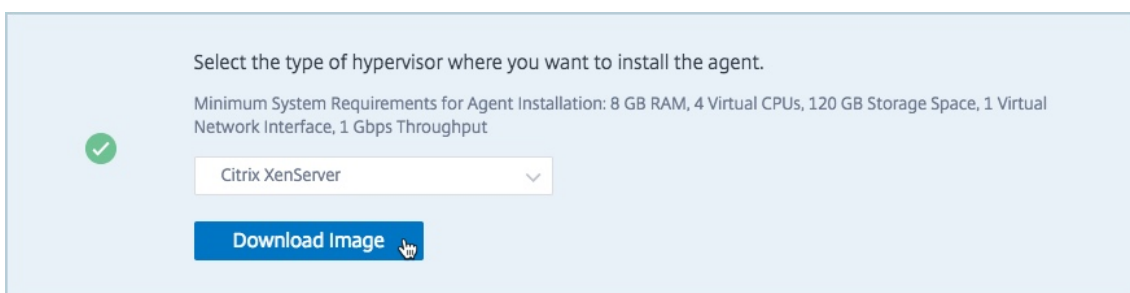 Select the type of hypervisor where you want to install the agent.
Minimum System Requirements for Agent Installation: 8 GB RAM, 4 Virtual CPUs, 120 GB Storage Space, 1 Virtual
Network Interface, 1 Gbps Throughput
Citrix XenServer
Download Image